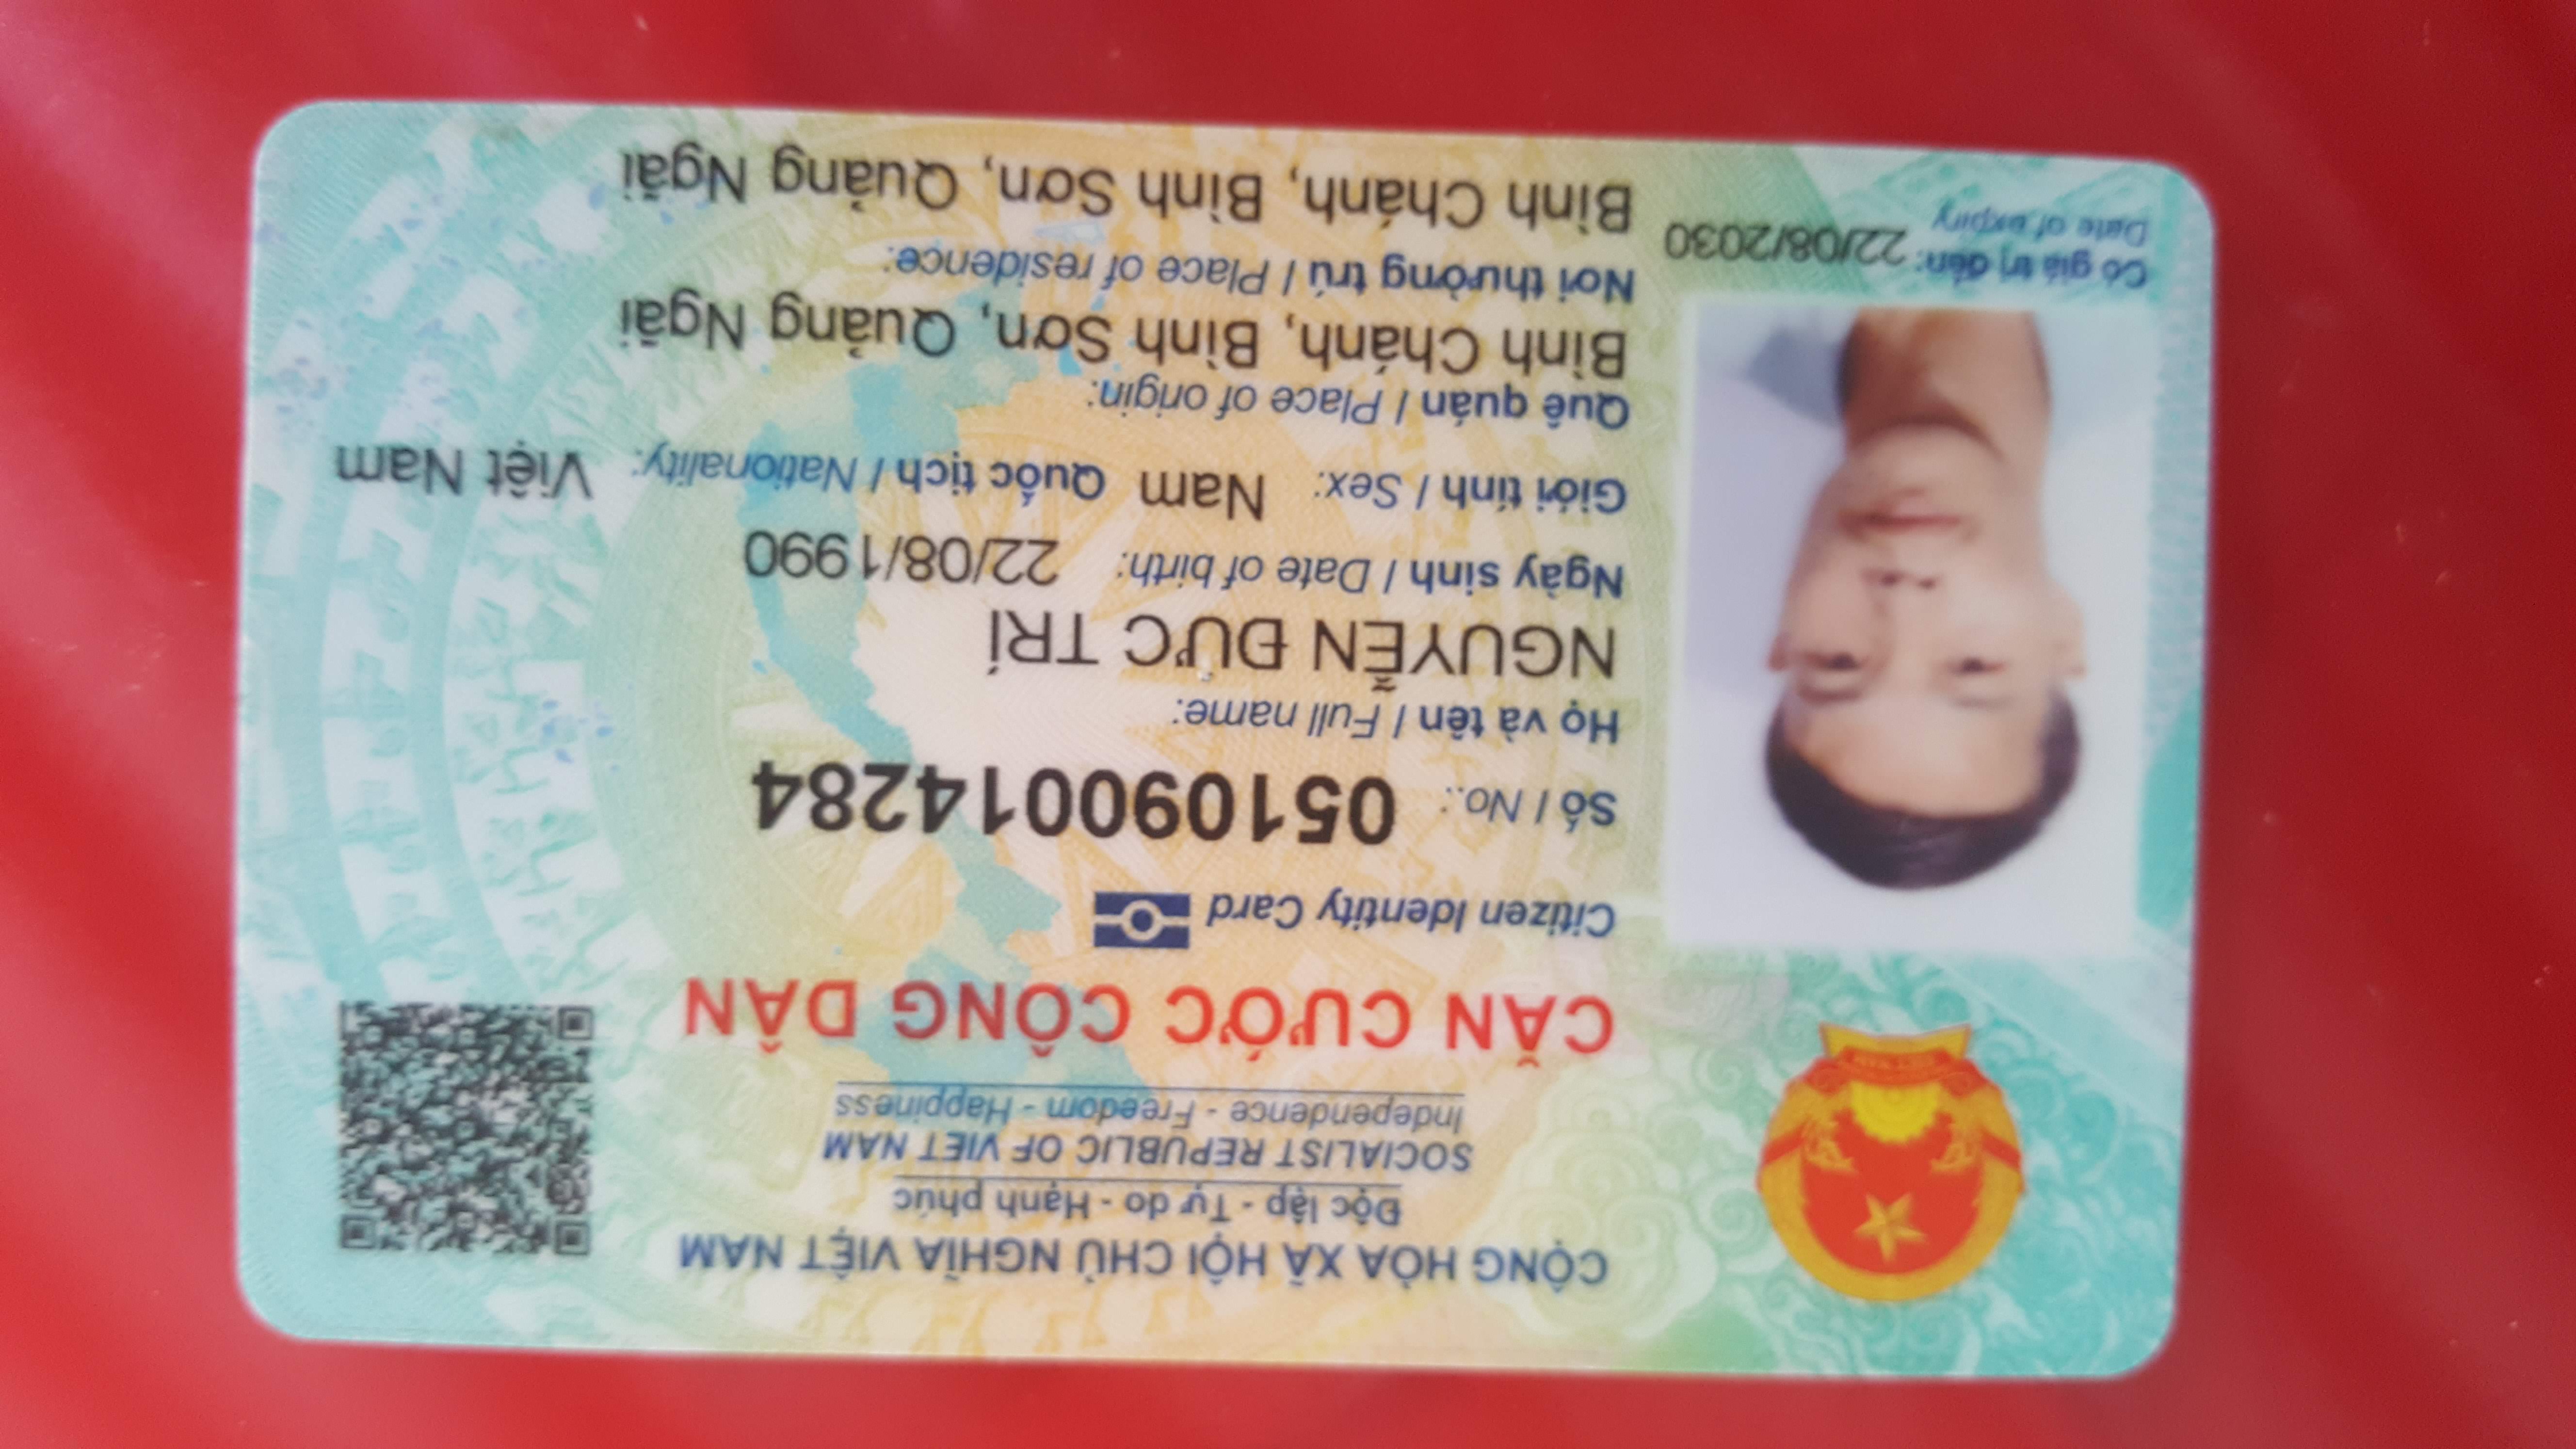 CỘNG HÒA XÃ HỘI CHỦ NGHĨA VIỆT NAM
Độc lập - Tự do - Hạnh phúc
SOCIALIST REPUBLIC OF VIET NAM
Independence - Freedom - Happiness
CĂN CƯỚC CÔNG DÂN
Citizen Identity Card
Số / No.: 051090014284
Họ và tên / Full name:
NGUYỄN ĐỨC TRÍ
Ngày sinh / Date of birth: 22/08/1990
Giới tính / Sex: Nam Quốc tịch / Nationality: Việt Nam
Quê quán / Place of origin:
Bình Chánh, Bình Sơn, Quảng Ngãi
Nơi thường trú / Place of residence:
Bình Chánh, Bình Sơn, Quảng Ngãi
Có giá trị đến: 22/08/2030
Date of expiry